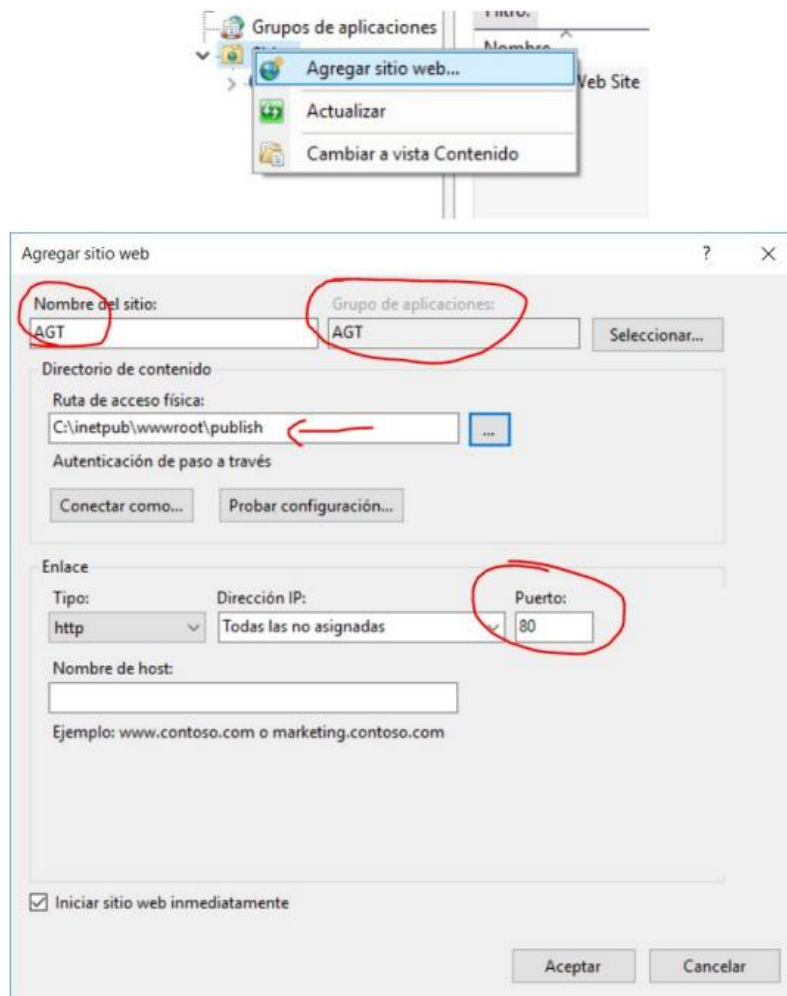 Filtro:
Grupos de aplicaciones
Nombre
Agregar sitio web...
Web Site
Actualizar
Cambiar a vista Contenido
Agregar sitio web ? ×
Nombre del sitio: Grupo de aplicaciones:
AGT AGT Seleccionar...
Directorio de contenido
Ruta de acceso física:
C:\inetpub\wwwroot\publish ...
Autenticación de paso a través
Conectar como... Probar configuración...
Enlace
Tipo: Dirección IP: Puerto:
http Todas las no asignadas 80
Nombre de host:
Ejemplo: www.contoso.com o marketing.contoso.com
Iniciar sitio web inmediatamente
Aceptar Cancelar